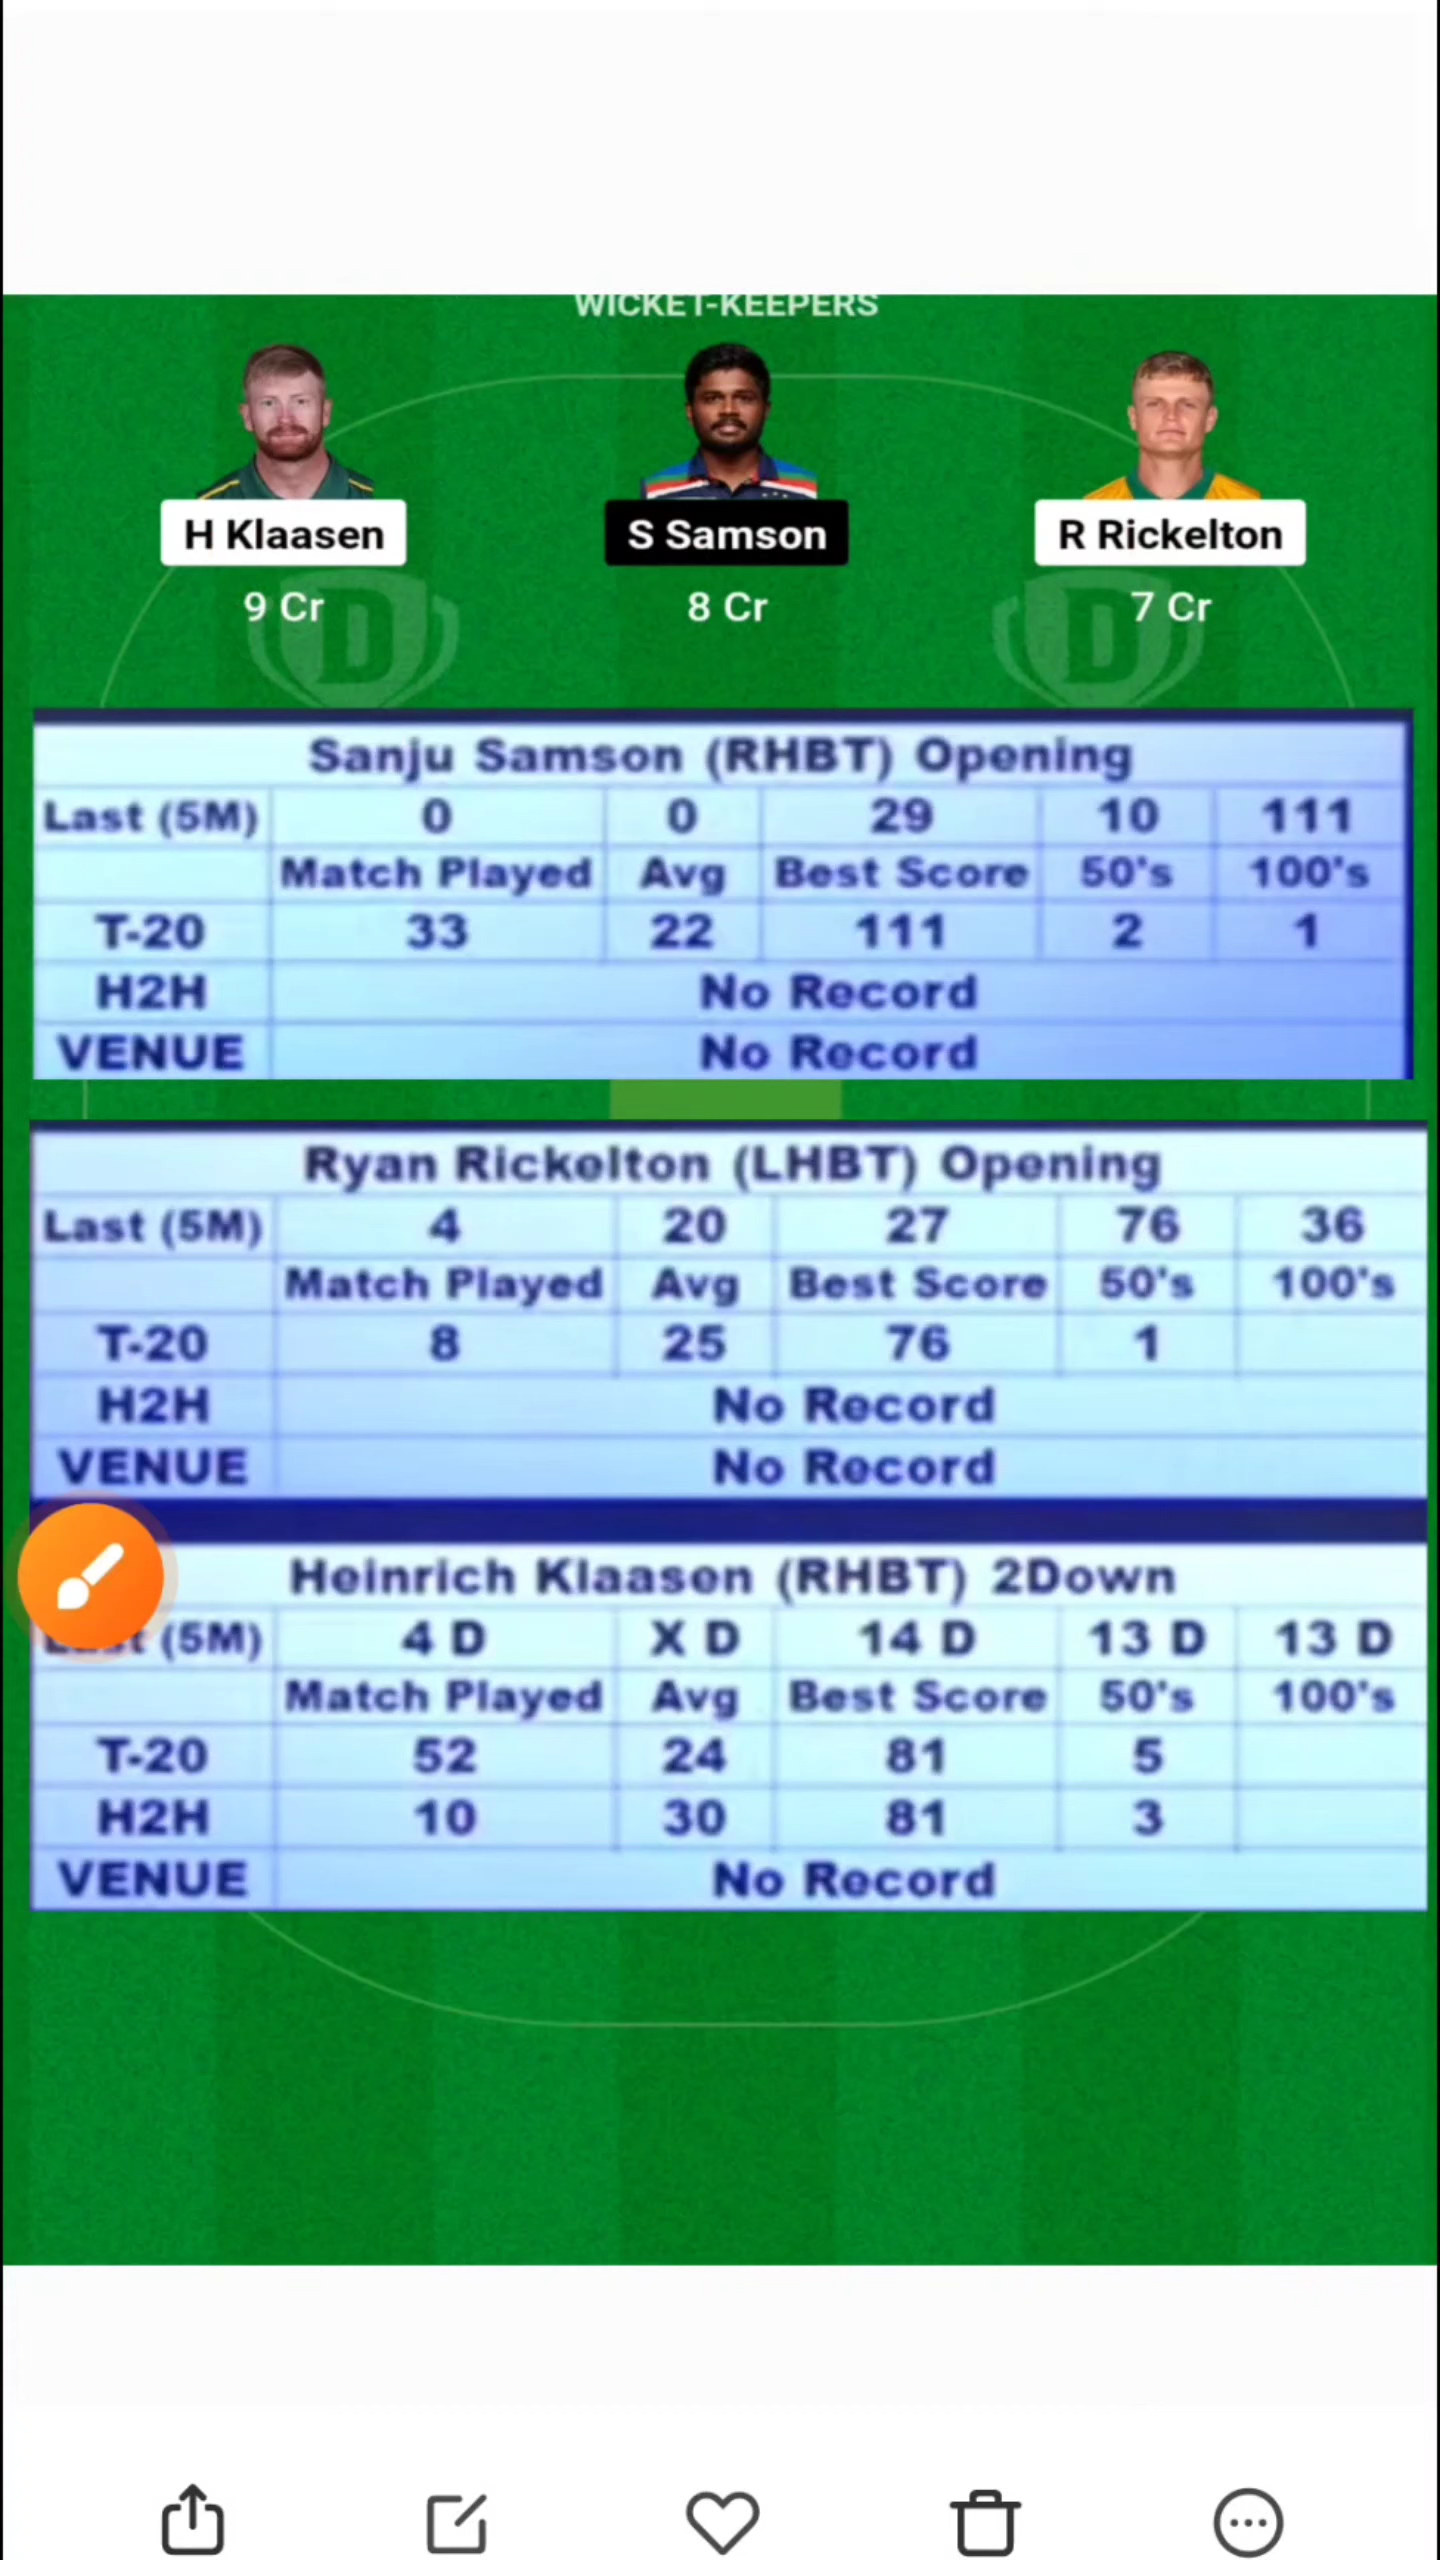 WICKET-KEEPERS
H Klaasen S Samson R Rickelton
9 Cr 8 Cr 7 Cr
Sanju Samson (RHBT) Opening
Last (5M) 0 0 29 10 111
Match Played Avg Best Score 50's 100's
T-20 33 22 111 2 1
H2H No Record
VENUE No Record
Ryan Rickelton (LHBT) Opening
Last (5M) 4 20 27 76 36
Match Played Avg Best Score 50's 100's
T-20 8 25 76 1
H2H No Record
VENUE No Record
Heinrich Klaasen (RHBT) 2Down
(5M) 4 D X D 14 D 13 D 13 D
Match Played Avg Best Score 50's 100's
T-20 52 24 81 5
H2H 10 30 81 3
VENUE No Record